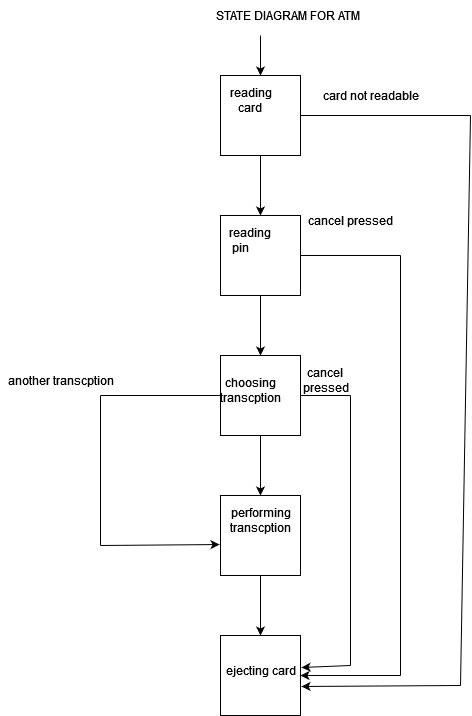 STATE DIAGRAM FOR ATM
reading
card
card not readable
reading
pin
cancel pressed
another transcption
choosing
transcption
cancel
pressed
performing
transcption
ejecting card